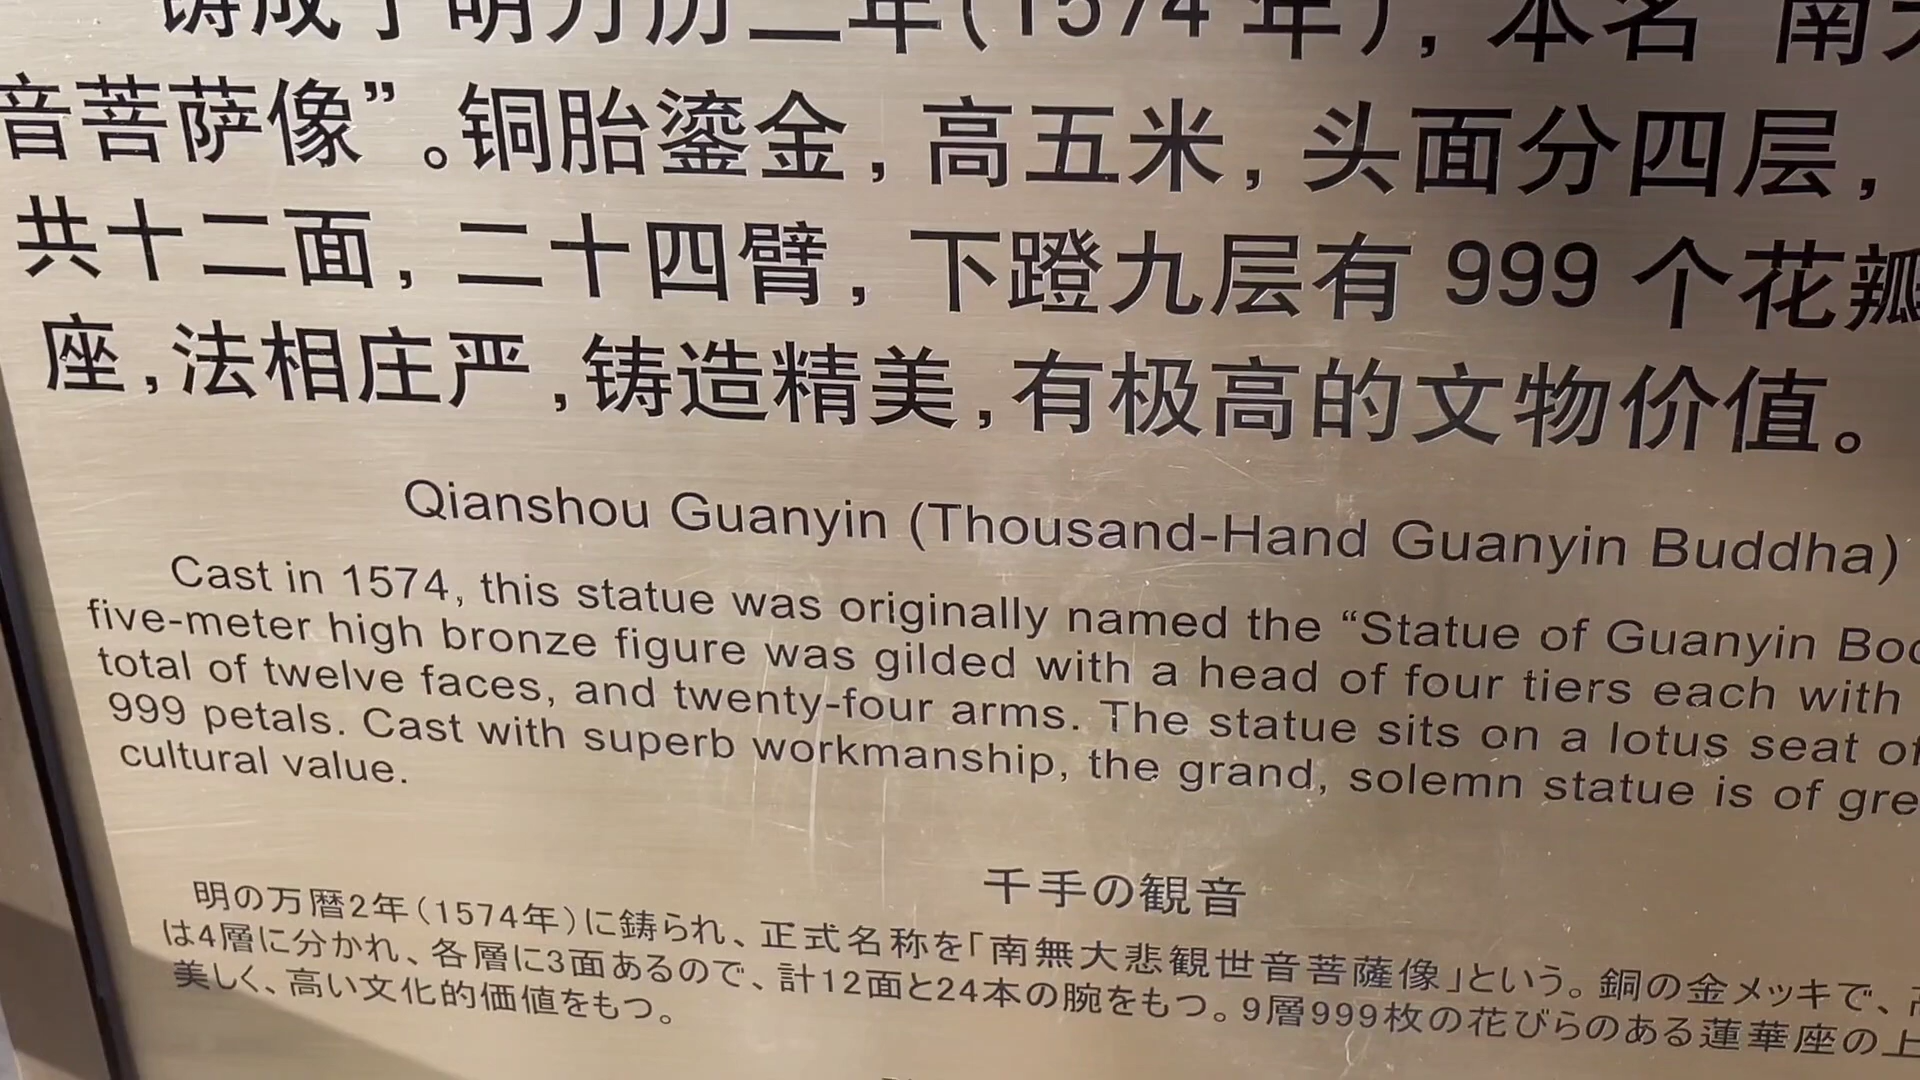 铸成于明万历二年(1574年),本名“南无
音菩萨像”。铜胎鎏金,高五米,头面分四层,
共十二面,二十四臂,下蹬九层有 999 个花瓣
座,法相庄严,铸造精美,有极高的文物价值。
Qianshou Guanyin (Thousand-Hand Guanyin Buddha)
Cast in 1574, this statue was originally named the “Statue of Guanyin
five-meter high bronze figure was gilded with a head of four tiers each with
total of twelve faces, and twenty-four arms. The statue sits on a lotus seat of
999 petals. Cast with superb workmanship, the grand, solemn statue is of
cultural value.
千手の観音
明の万暦2年(1574年)に鋳られ、正式名称を「南無大悲観世音菩薩像」という。銅の金メッキで、
は4層に分かれ、各層に3面あるので、計12面と24本の腕をもつ。9層999枚の花びらのある蓮華座の上
美しく、高い文化的価値をもつ。